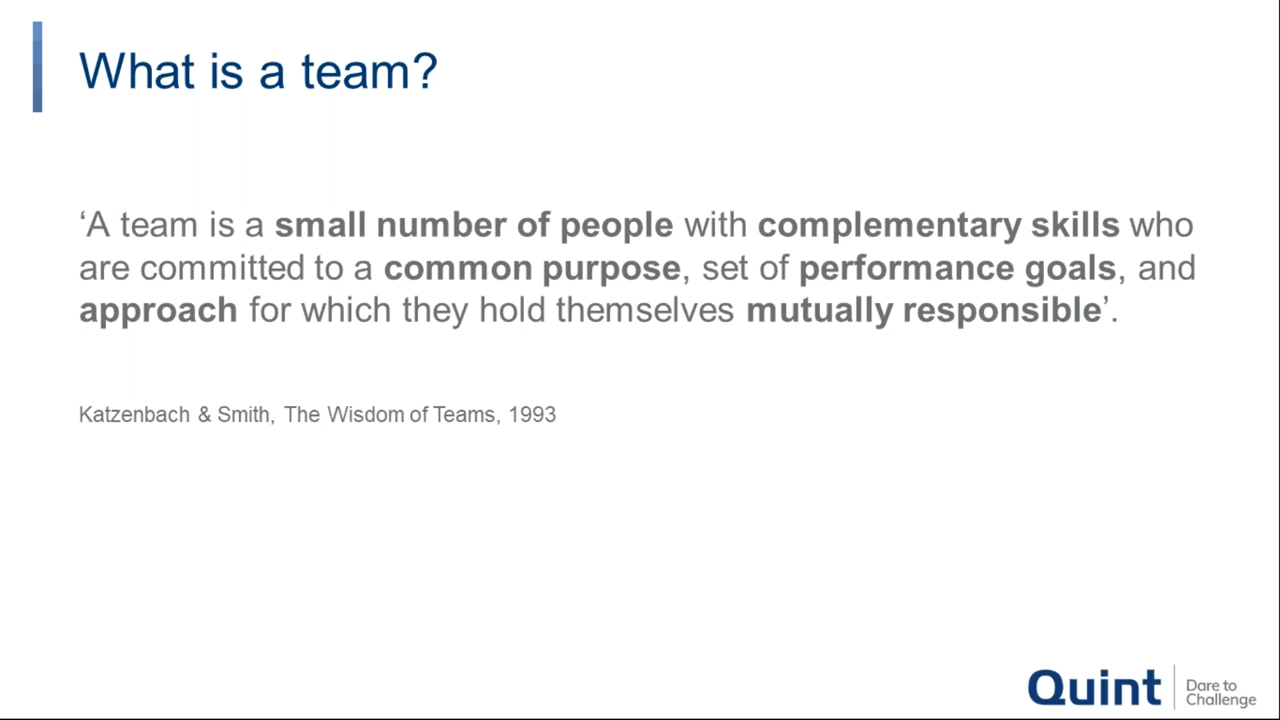 What is a team?
‘A team is a small number of people with complementary skills who
are committed to a common purpose, set of performance goals, and
approach for which they hold themselves mutually responsible’.
Katzenbach & Smith, The Wisdom of Teams, 1993
Quint
Dare to
Challenge